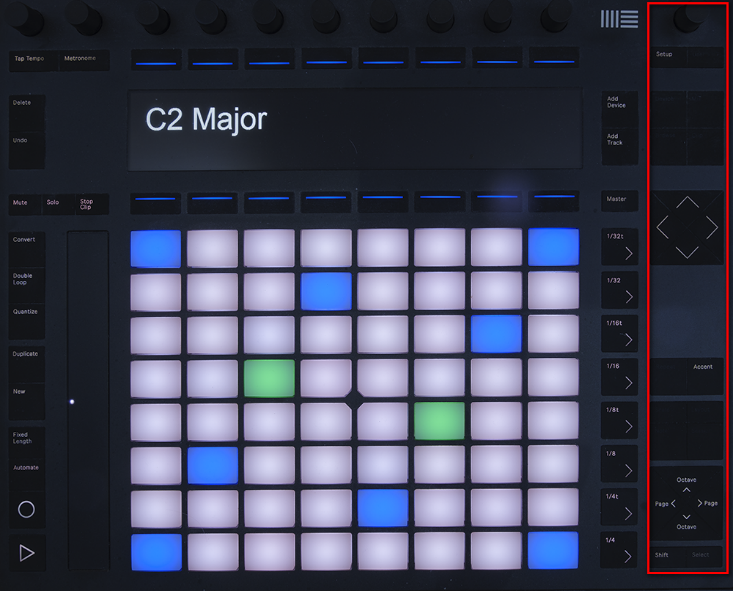 Tap Tempo
Metronome
Setup
Delete
C2 Major
Add
Device
Undo
Add
Track
Mute
Solo
Stop
Clip
Master
Convert
1/32t
Double
Loop
1/32
Quantize
1/16t
Duplicate
1/16
Accent
New
1/8t
Fixed
Length
1/8
Automate
Octave
1/4t
Page
Page
Octave
1/4
Shift
Select